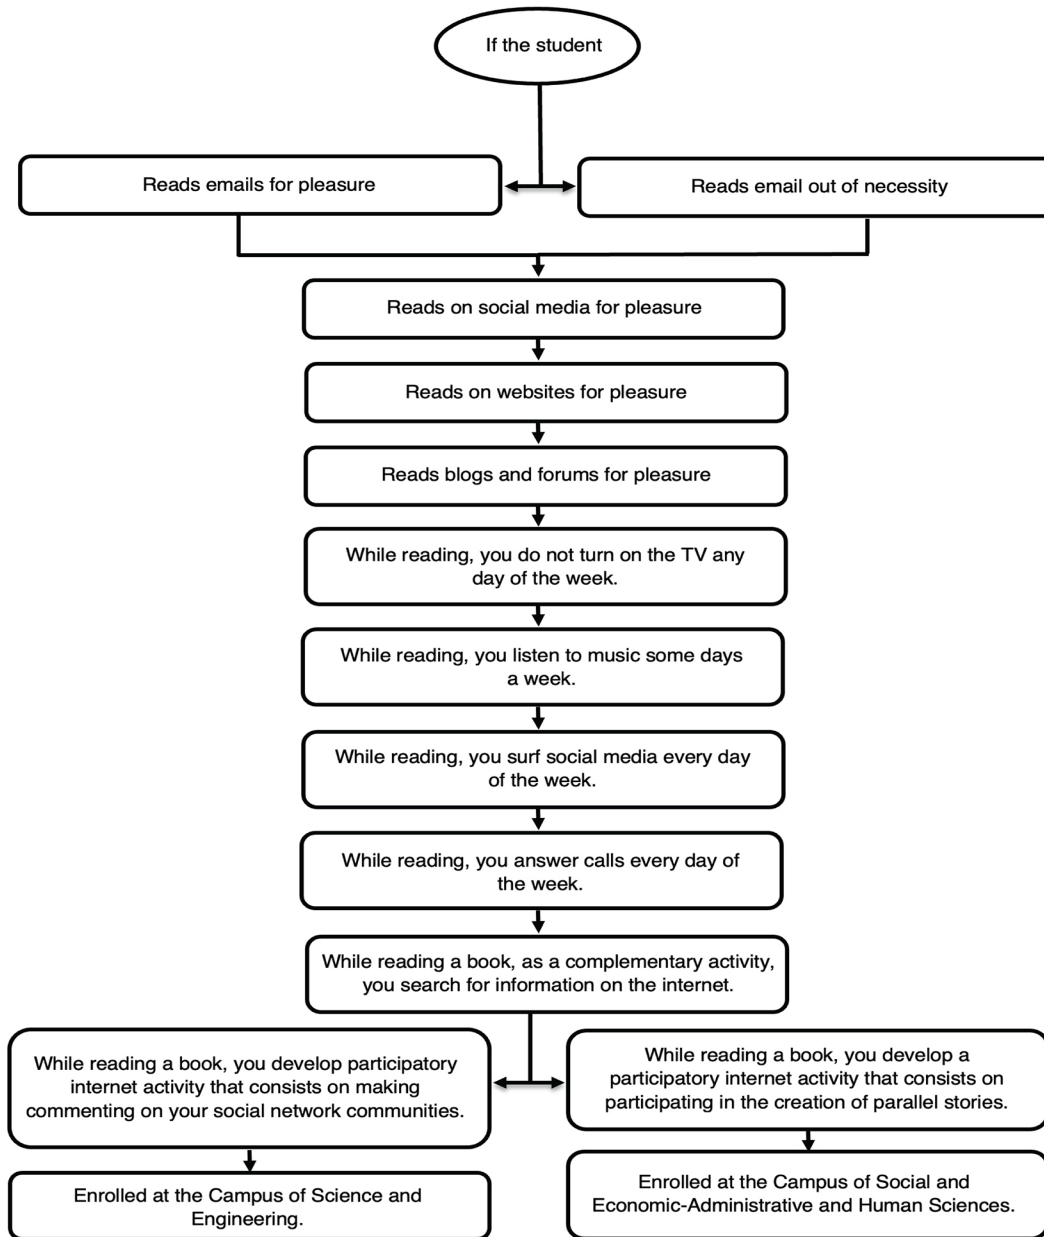 If the student
Reads emails for pleasure
Reads email out of necessity
Reads on social media for pleasure
Reads on websites for pleasure
Reads blogs and forums for pleasure
While reading, you do not turn on the TV any
day of the week.
While reading, you listen to music some days
a week.
While reading, you surf social media every day
of the week.
While reading, you answer calls every day of
the week.
While reading a book, as a complementary activity,
you search for information on the internet.
While reading a book, you develop participatory
internet activity that consists on making
commenting on your social network communities.
While reading a book, you develop a
participatory internet activity that consists on
participating in the creation of parallel stories.
Enrolled at the Campus of Science and
Engineering.
Enrolled at the Campus of Social and
Economic-Administrative and Human Sciences.